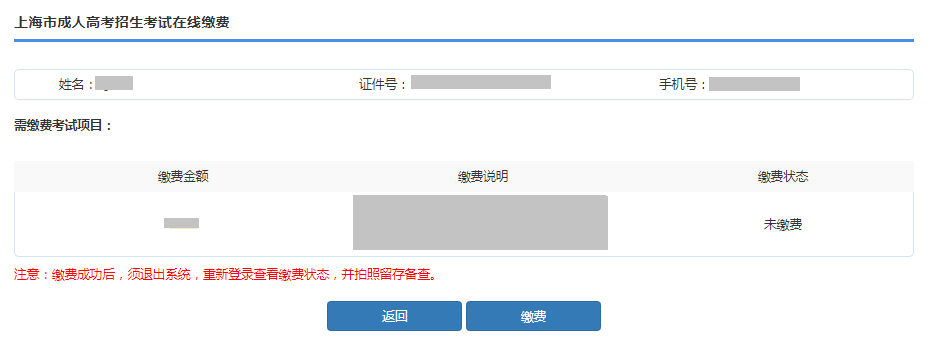 上海市成人高考招生考试在线缴费
姓名： 证件号： 手机号：
需缴费考试项目：
缴费金额 缴费说明 缴费状态
未缴费
注意：缴费成功后，须退出系统，重新登录查看缴费状态，并拍照留存备查。
返回 缴费